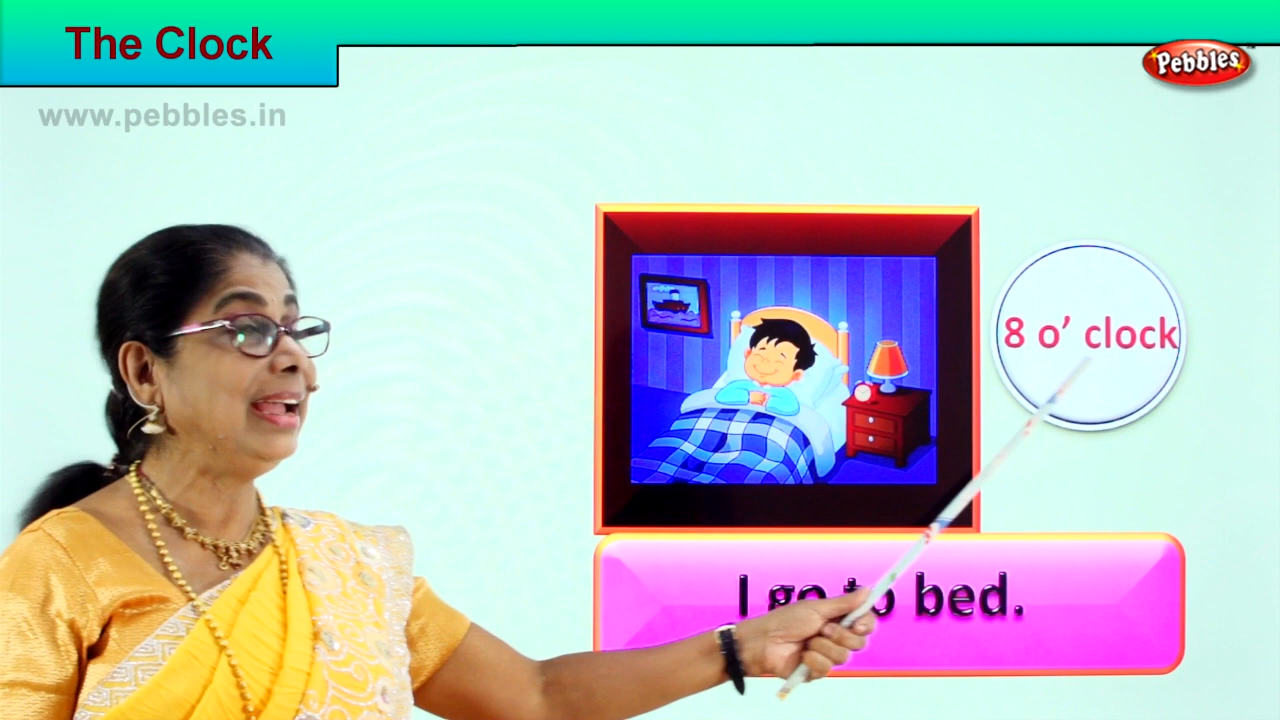 The Clock
Pebbles
www.pebbles.in
8 o’ clock
I go to bed.